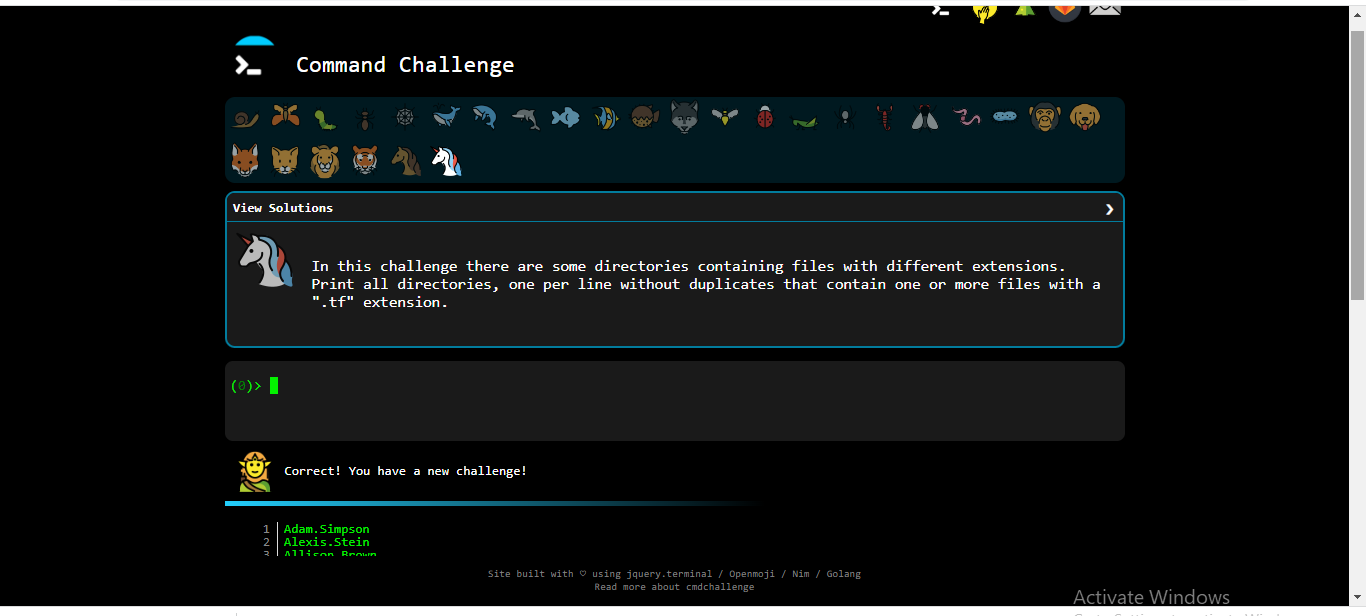 Command Challenge
View Solutions
In this challenge there are some directories containing files with different extensions.
Print all directories, one per line without duplicates that contain one or more files with a
".tf" extension.
(0)>
Correct! You have a new challenge!
1 Adam.Simpson
2 Alexis.Stein
3 Allison.Brown
Site built with ♡ using jquery.terminal / Openmoji / Nim / Golang
Read more about cmdchallenge
Activate Windows